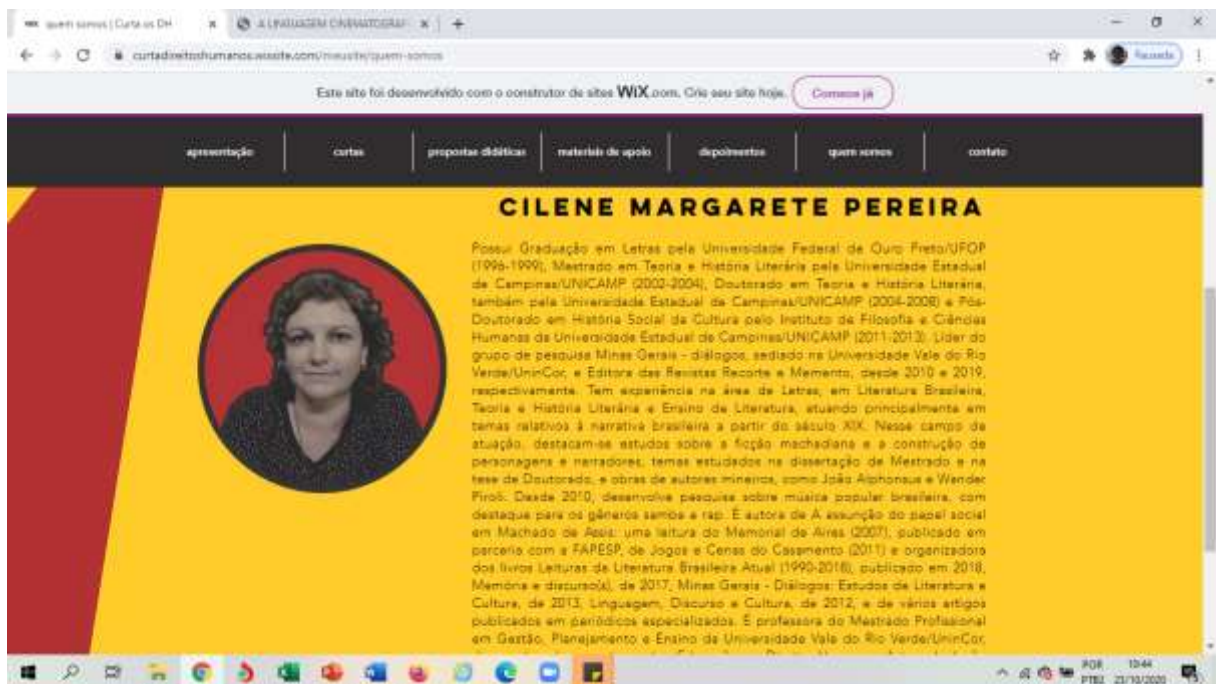 quem somos | Curta os DH
A LINGUAGEM CINEMATOGRÁF
curtadireitoshumanos.wixsite.com/meusite/quem-somos
Pausada
Este site foi desenvolvido com o construtor de sites WiX.com. Crie seu site hoje. Comece já
apresentação curtas propostas didáticas materiais de apoio depoimentos quem somos contato
CILENE MARGARETE PEREIRA
Possui Graduação em Letras pela Universidade Federal de Ouro Preto/UFOP
(1996-1999), Mestrado em Teoria e História Literária pela Universidade Estadual
de Campinas/UNICAMP (2002-2004), Doutorado em Teoria e História Literária,
também pela Universidade Estadual de Campinas/UNICAMP (2004-2008) e Pós-
Doutorado em História Social da Cultura pelo Instituto de Filosofia e Ciências
Humanas da Universidade Estadual de Campinas/UNICAMP (2011-2013). Líder do
grupo de pesquisa Minas Gerais - diálogos, sediado na Universidade Vale do Rio
Verde/UninCor, e Editora das Revistas Recorte e Memento, desde 2010 e 2019,
respectivamente. Tem experiência na área de Letras, em Literatura Brasileira,
Teoria e História Literária e Ensino de Literatura, atuando principalmente em
temas relativos à narrativa brasileira a partir do século XIX. Nesse campo de
atuação, destacam-se estudos sobre a ficção machadiana e a construção de
personagens e narradores, temas estudados na dissertação de Mestrado e na
tese de Doutorado, e obras de autores mineiros, como João Alphonsus e Wander
Piroli. Desde 2010, desenvolve pesquisa sobre música popular brasileira, com
destaque para os gêneros samba e rap. É autora de A assunção do papel social
em Machado de Assis: uma leitura do Memorial de Aires (2007), publicado em
parceria com a FAPESP, de Jogos e Cenas do Casamento (2011) e organizadora
dos livros Leituras da Literatura Brasileira Atual (1990-2016), publicado em 2018,
Memória e discurso(s), de 2017, Minas Gerais - Diálogos: Estudos de Literatura e
Cultura, de 2013, Linguagem, Discurso e Cultura, de 2012, e de vários artigos
publicados em periódicos especializados. É professora do Mestrado Profissional
em Gestão, Planejamento e Ensino da Universidade Vale do Rio Verde/UninCor,
POR 10:44
PTB2 23/10/2020